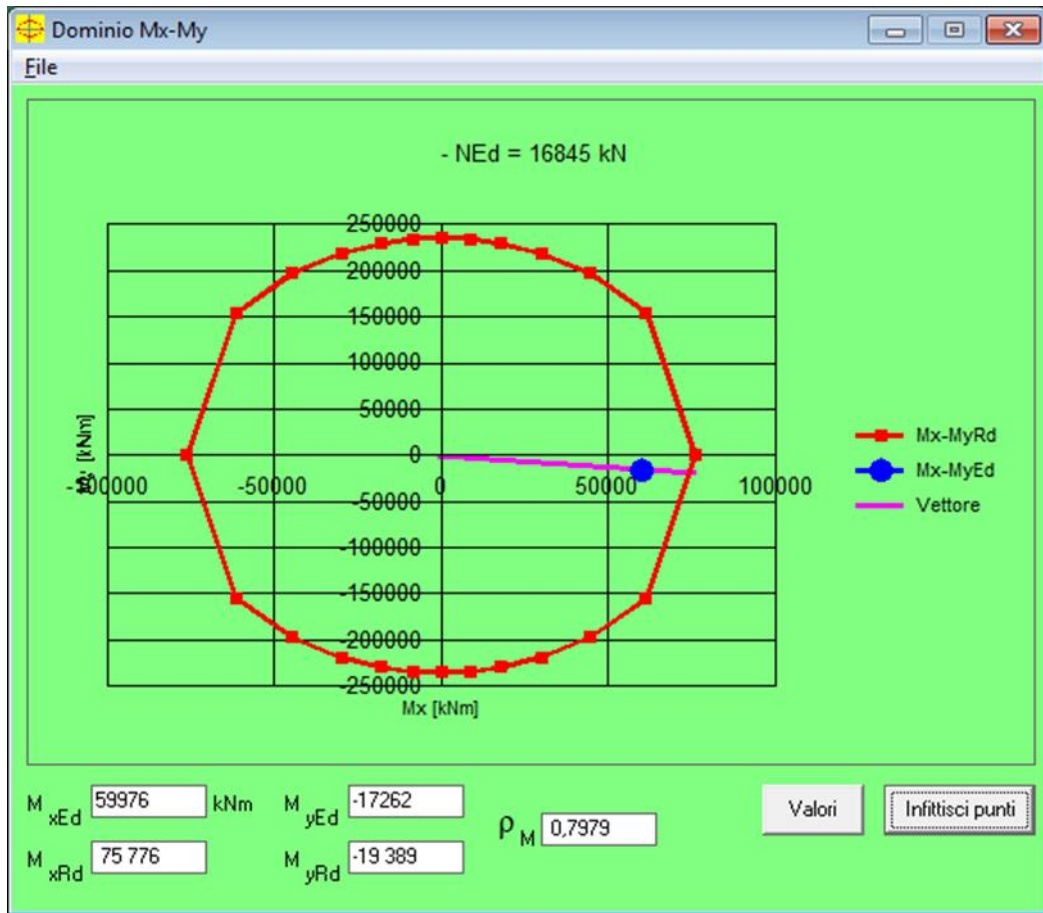 Dominio Mx-My
File
- NEd = 16845 kN
250000
200000
150000
100000
50000
0
-100000 -50000 0 50000 100000
-50000
-100000
-150000
-200000
-250000
Mx [kNm]
[kNm]
Mx-MyRd
Mx-MyEd
Vettore
M xEd 59976 kNm M yEd -17262
ρ M 0,7979
M xRd 75 776 M yRd -19 389
Valori Infittisci punti